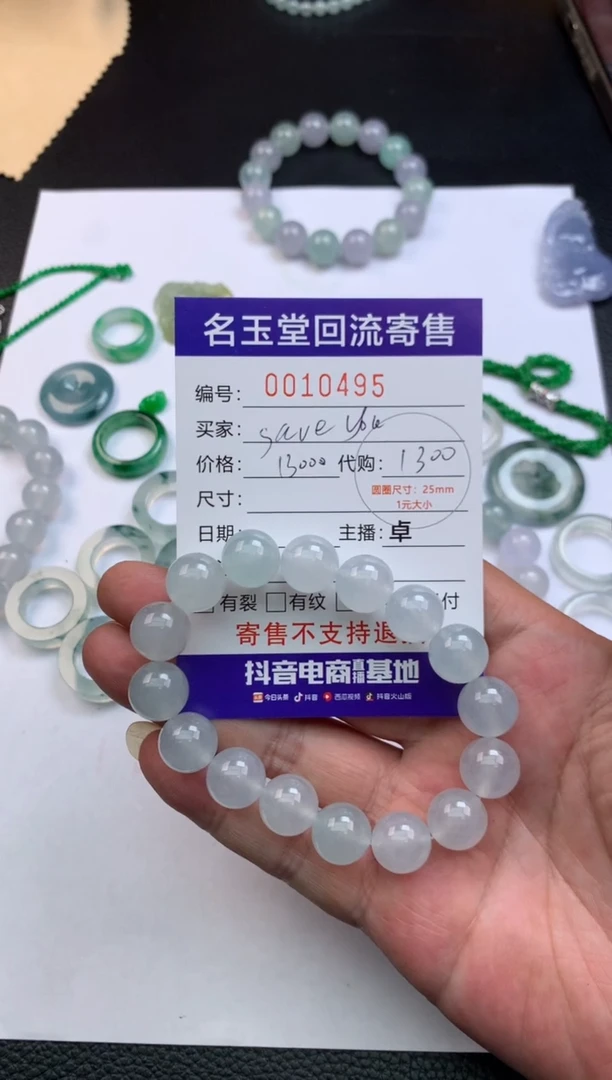 名玉堂回流寄售
编号: 0010495
买家: save you
价格: 13000 代购: 1300
尺寸: 圆圈尺寸: 25mm
1元大小
日期 主播: 卓
有裂 有纹 付
寄售不支持退
抖音电商直播基地
今日头条 抖音 西瓜视频 抖音火山版